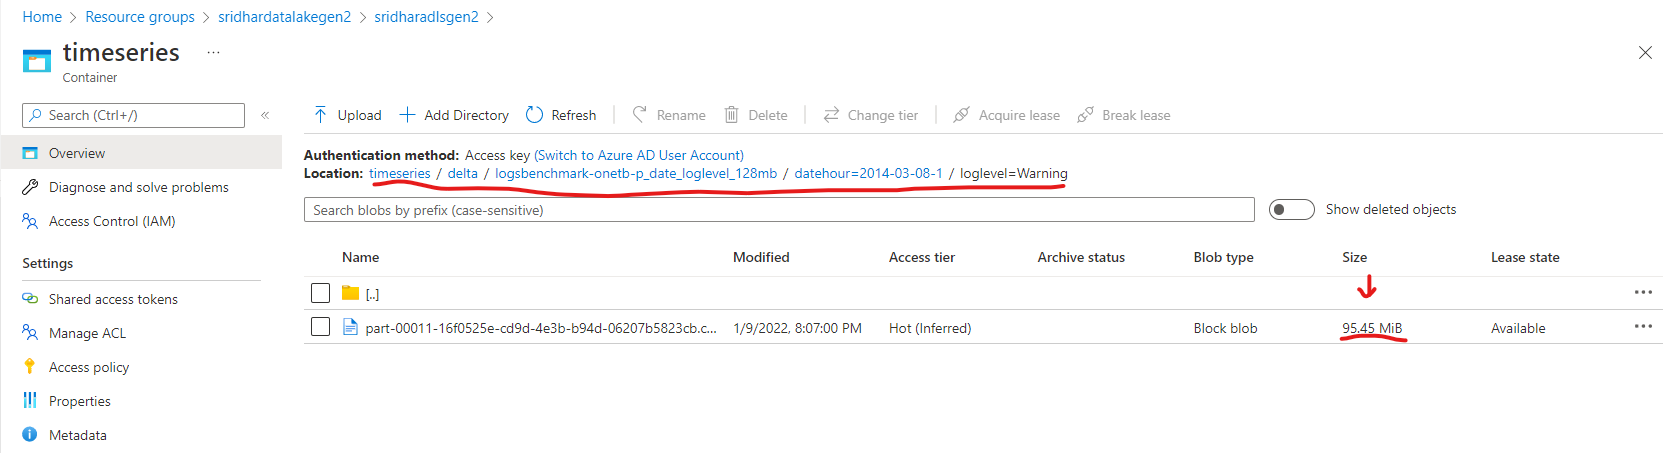 Home > Resource groups > sridhardatalakegen2 > sridharadlsgen2 >
timeseries ...
Container
Search (Ctrl+/) «
Overview
Diagnose and solve problems
Access Control (IAM)
Settings
Shared access tokens
Manage ACL
Access policy
Properties
Metadata
Upload Add Directory Refresh Rename Delete Change tier Acquire lease Break lease
Authentication method: Access key (Switch to Azure AD User Account)
Location: timeseries / delta / logsbenchmark-onetb-p_date_loglevel_128mb / datehour=2014-03-08-1 / loglevel=Warning
Search blobs by prefix (case-sensitive) Show deleted objects
Name Modified Access tier Archive status Blob type Size Lease state
[..] ...
part-00011-16f0525e-cd9d-4e3b-b94d-06207b5823cb.c... 1/9/2022, 8:07:00 PM Hot (Inferred) Block blob 95.45 MiB Available ...